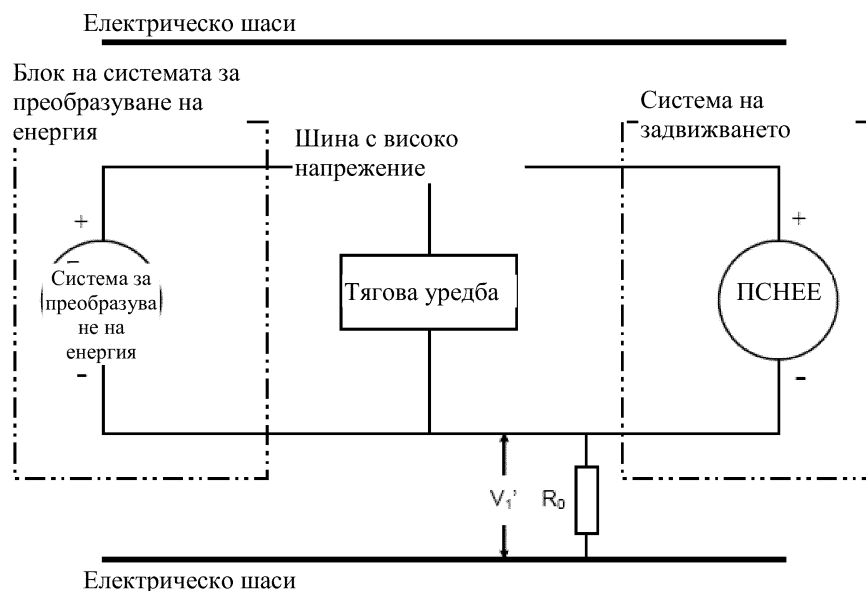 Електрическо шаси
Блок на системата за
преобразуване на
енергия
Шина с високо
напрежение
Система на
задвижването
+
+
Система за
преобразува
не на
енергия
Тягова уредба
ПСНЕЕ
-
-
V₁' R₀
Електрическо шаси